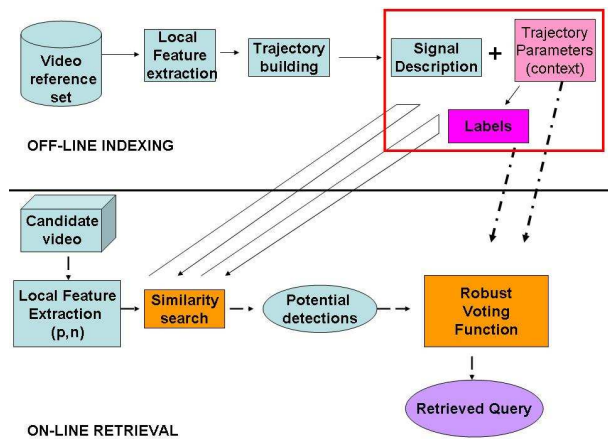 Video
reference
set
Local
Feature
extraction
Trajectory
building
Signal
Description
+
Trajectory
Parameters
(context)
Labels
OFF-LINE INDEXING
Candidate
video
Local Feature
Extraction
(p,n)
Similarity
search
Potential
detections
Robust
Voting
Function
Retrieved Query
ON-LINE RETRIEVAL